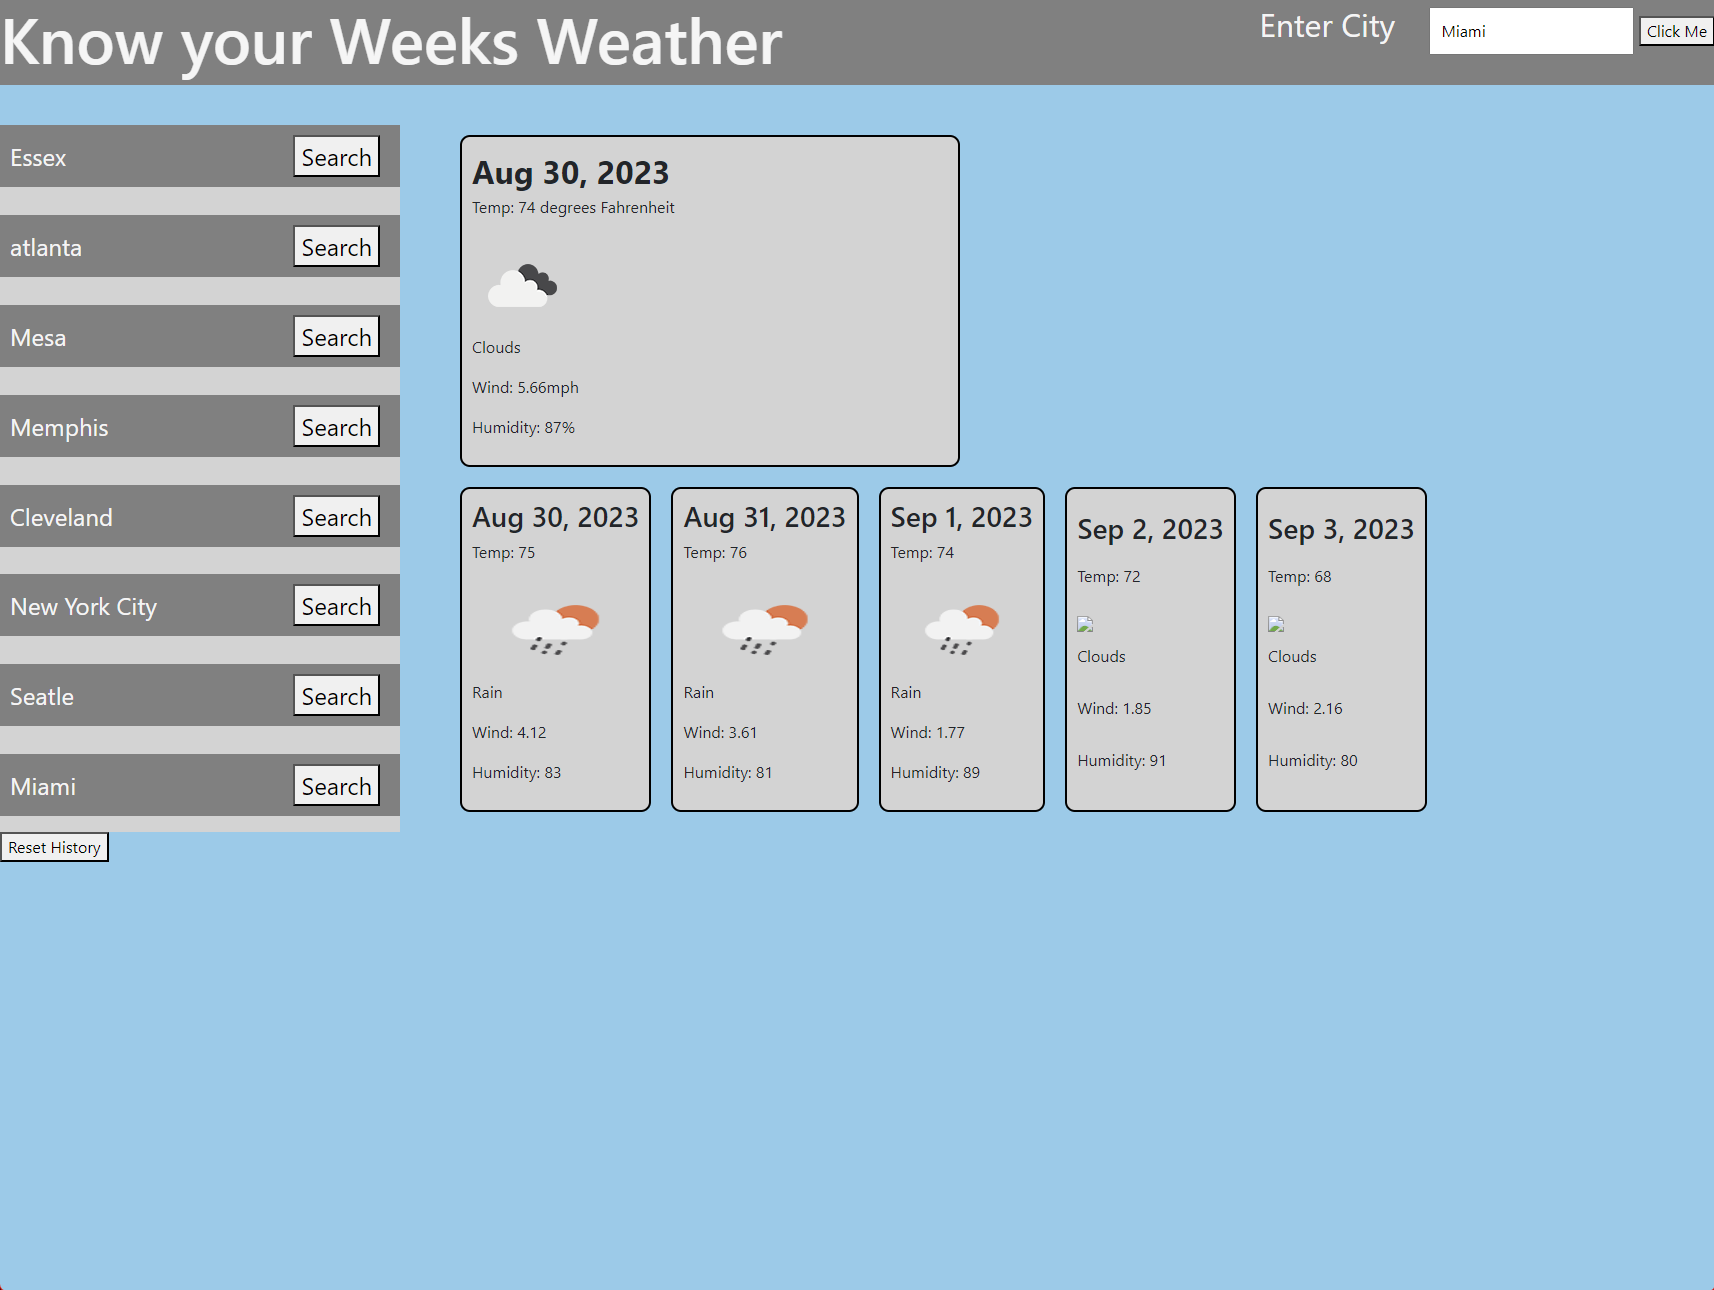 Know your Weeks Weather
Enter City
Miami
Click Me
Essex
Search
atlanta
Search
Mesa
Search
Memphis
Search
Cleveland
Search
New York City
Search
Seatle
Search
Miami
Search
Reset History
Aug 30, 2023
Temp: 74 degrees Fahrenheit
Clouds
Wind: 5.66mph
Humidity: 87%
Aug 30, 2023
Temp: 75
Rain
Wind: 4.12
Humidity: 83
Aug 31, 2023
Temp: 76
Rain
Wind: 3.61
Humidity: 81
Sep 1, 2023
Temp: 74
Rain
Wind: 1.77
Humidity: 89
Sep 2, 2023
Temp: 72
Clouds
Wind: 1.85
Humidity: 91
Sep 3, 2023
Temp: 68
Clouds
Wind: 2.16
Humidity: 80